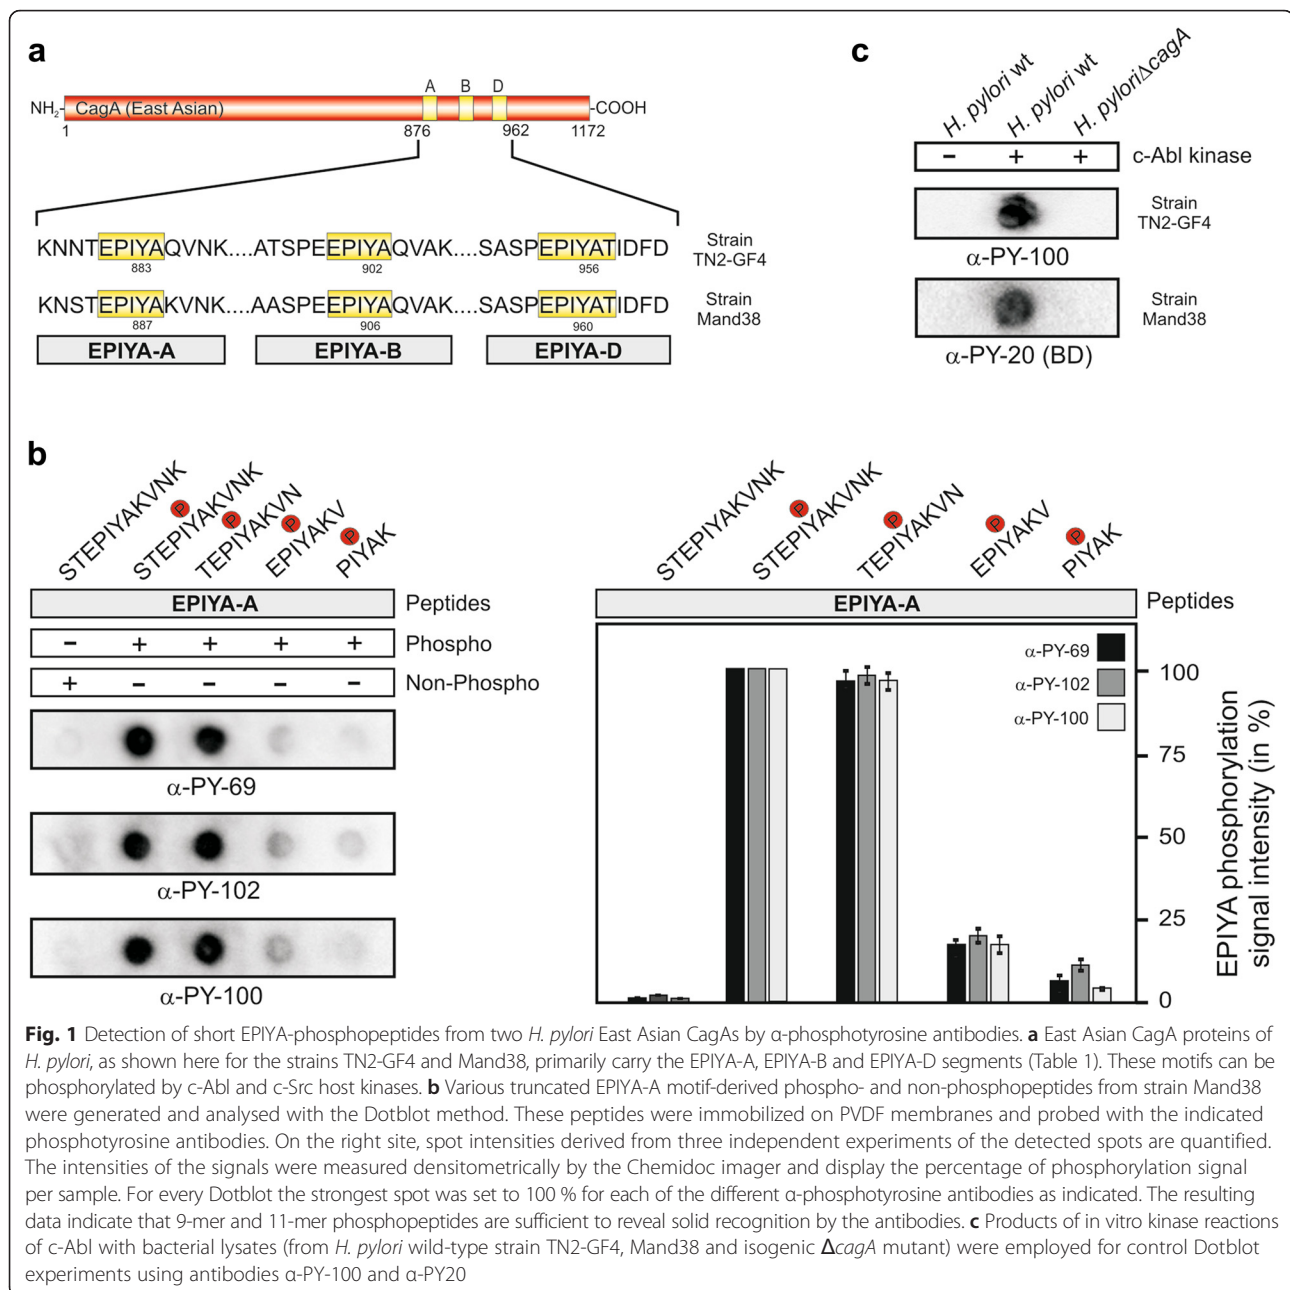 a
A B D
NH2- CagA (East Asian) -COOH
1 876 962 1172
KNNTEPIYAQVNK....ATSPEEPIYAQVAK....SASPEPIYATIDFD Strain TN2-GF4
883 902 956
KNSTEPIYAKVNK....AASPEEPIYAQVAK....SASPEPIYATIDFD Strain Mand38
887 906 960
EPIYA-A EPIYA-B EPIYA-D
c
H. pylori wt H. pylori wt H. pyloriΔcagA
– + + c-Abl kinase
Strain
TN2-GF4
α-PY-100
Strain
Mand38
α-PY-20 (BD)
b
STEPIYAKVNK STEPIYAKVNK TEPIYAKVN EPIYAKV PIYAK
P P P P
EPIYA-A Peptides
– + + + + Phospho
+ – – – – Non-Phospho
α-PY-69
α-PY-102
α-PY-100
STEPIYAKVNK STEPIYAKVNK TEPIYAKVN EPIYAKV PIYAK
P P P P
EPIYA-A Peptides
α-PY-69
α-PY-102
α-PY-100
100
75
50
25
0
EPIYA phosphorylation
signal intensity (in %)
Fig. 1 Detection of short EPIYA-phosphopeptides from two H. pylori East Asian CagAs by α-phosphotyrosine antibodies. a East Asian CagA proteins of
H. pylori, as shown here for the strains TN2-GF4 and Mand38, primarily carry the EPIYA-A, EPIYA-B and EPIYA-D segments (Table 1). These motifs can be
phosphorylated by c-Abl and c-Src host kinases. b Various truncated EPIYA-A motif-derived phospho- and non-phosphopeptides from strain Mand38
were generated and analysed with the Dotblot method. These peptides were immobilized on PVDF membranes and probed with the indicated
phosphotyrosine antibodies. On the right site, spot intensities derived from three independent experiments of the detected spots are quantified.
The intensities of the signals were measured densitometrically by the Chemidoc imager and display the percentage of phosphorylation signal
per sample. For every Dotblot the strongest spot was set to 100 % for each of the different α-phosphotyrosine antibodies as indicated. The resulting
data indicate that 9-mer and 11-mer phosphopeptides are sufficient to reveal solid recognition by the antibodies. c Products of in vitro kinase reactions
of c-Abl with bacterial lysates (from H. pylori wild-type strain TN2-GF4, Mand38 and isogenic ΔcagA mutant) were employed for control Dotblot
experiments using antibodies α-PY-100 and α-PY20